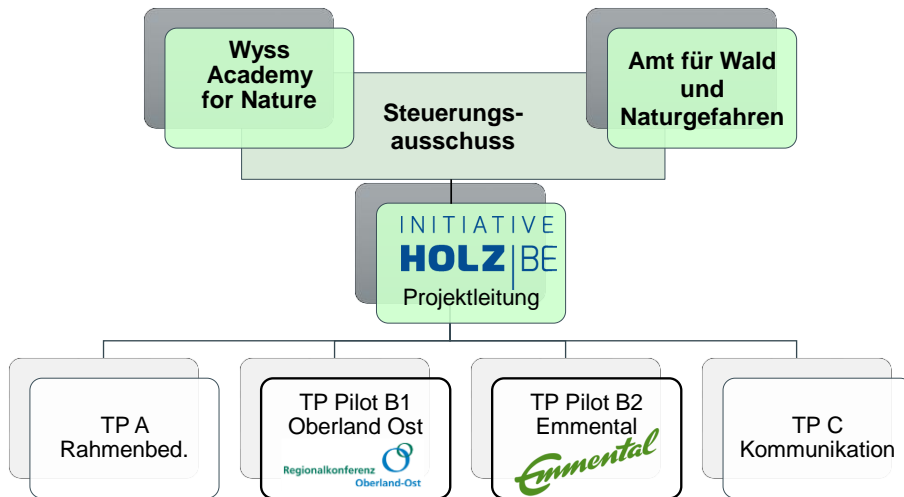 Wyss
Academy
for Nature
Amt für Wald
und
Naturgefahren
Steuerungs-
ausschuss
INITIATIVE
HOLZ|BE
Projektleitung
TP A
Rahmenbed.
TP Pilot B1
Oberland Ost
Regionalkonferenz
Oberland-Ost
TP Pilot B2
Emmental
Emmental
TP C
Kommunikation